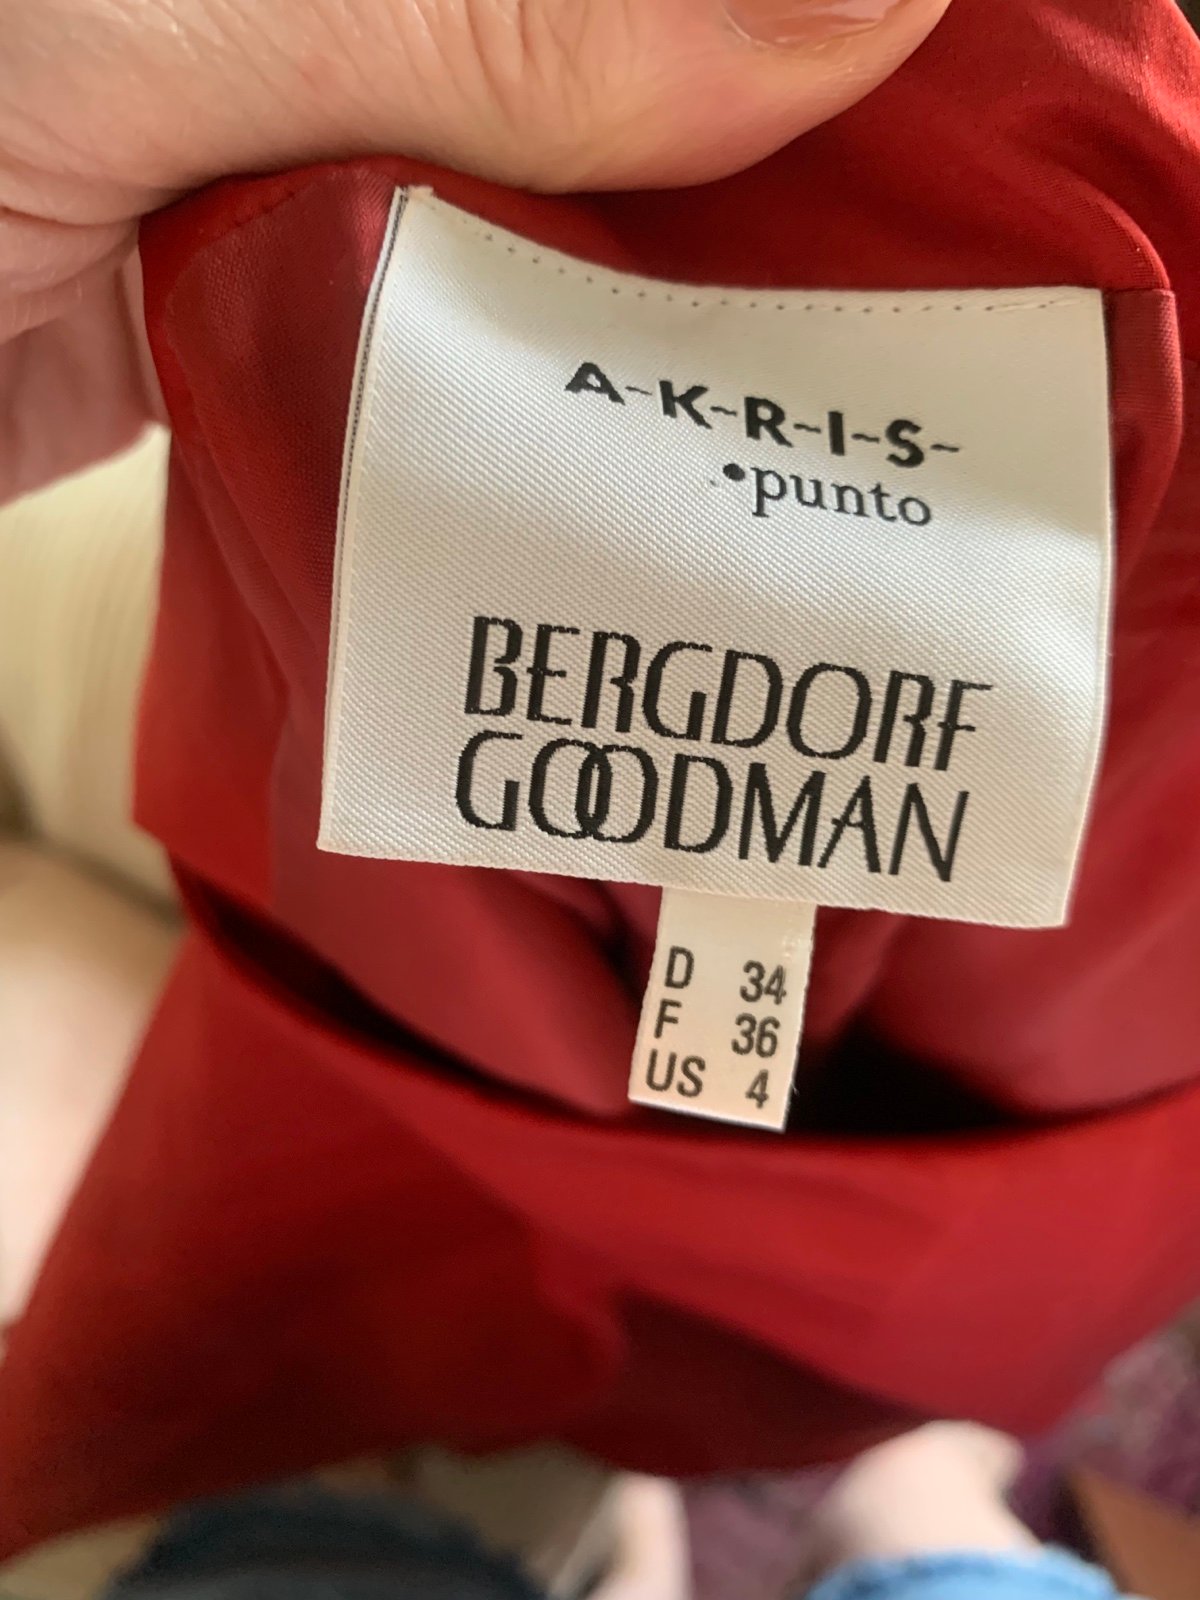 A-K-R-I-S-
•punto
BERGDORF
GOODMAN
D 34
F 36
US 4